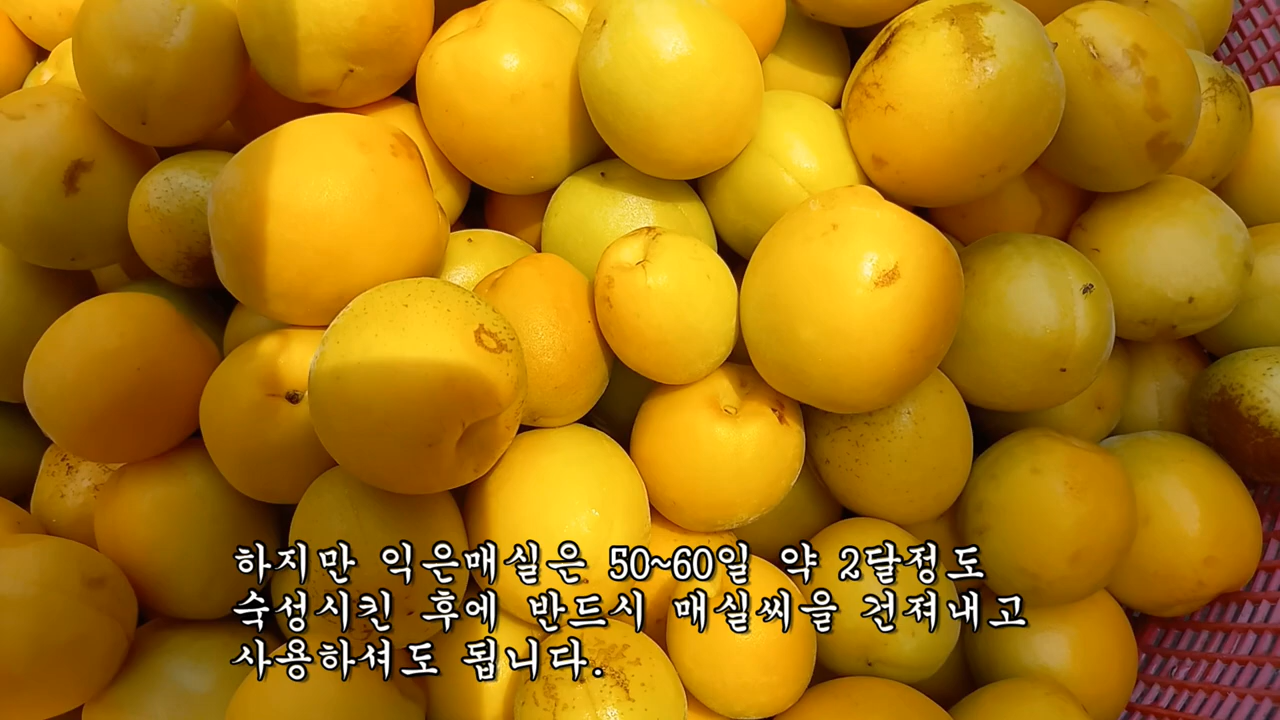 하지만 익은매실은 50~60일 약 2달정도
숙성시킨 후에 반드시 매실씨을 건져내고
사용하셔도 됩니다.